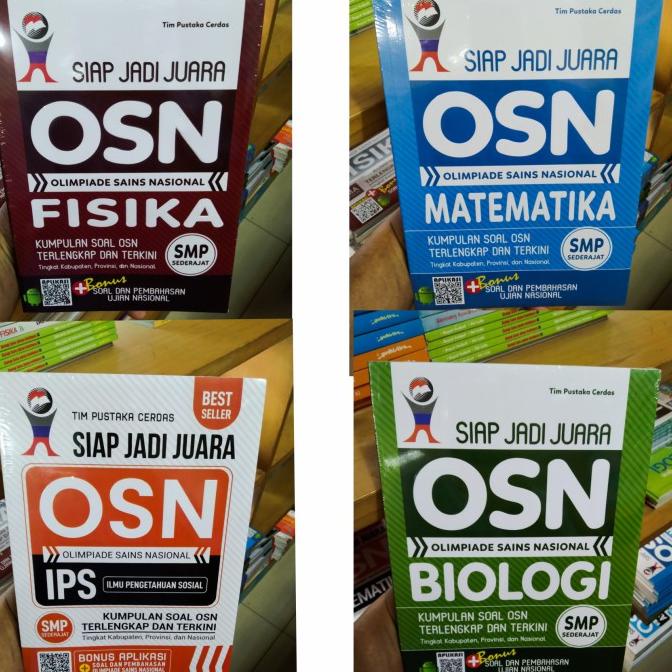 Tim Pustaka Cerdas
SIAP JADI JUARA
OSN
OLIMPIADE SAINS NASIONAL
FISIKA
KUMPULAN SOAL OSN
TERLENGKAP DAN TERKINI
Tingkat Kabupaten, Provinsi, dan Nasional
SMP
SEDERAJAT
APLIKASI
+Bonus
SOAL DAN PEMBAHASAN
UJIAN NASIONAL
Tim Pustaka Cerdas
SIAP JADI JUARA
OSN
OLIMPIADE SAINS NASIONAL
MATEMATIKA
KUMPULAN SOAL OSN
TERLENGKAP DAN TERKINI
Tingkat Kabupaten, Provinsi, dan Nasional
SMP
SEDERAJAT
APLIKASI
+Bonus
SOAL DAN PEMBAHASAN
UJIAN NASIONAL
FISIKA
BEST
SELLER
TIM PUSTAKA CERDAS
SIAP JADI JUARA
OSN
OLIMPIADE SAINS NASIONAL
IPS
ILMU PENGETAHUAN SOSIAL
SMP
SEDERAJAT
KUMPULAN SOAL OSN
TERLENGKAP DAN TERKINI
Tingkat Kabupaten, Provinsi, dan Nasional
BONUS APLIKASI
+ SOAL DAN PEMBAHASAN
OLIMPIADE SAINS NASIONAL
Tim Pustaka Cerdas
SIAP JADI JUARA
OSN
OLIMPIADE SAINS NASIONAL
BIOLOGI
KUMPULAN SOAL OSN
TERLENGKAP DAN TERKINI
Tingkat Kabupaten, Provinsi, dan Nasional
SMP
SEDERAJAT
APLIKASI
+Bonus
SOAL DAN PEMBAHASAN
UJIAN NASIONAL